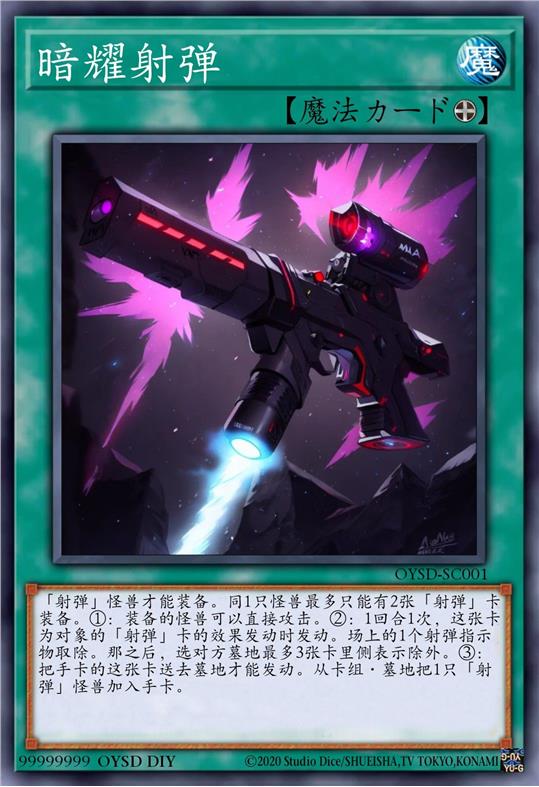 暗耀射弹
魔
【魔法カード】
OYSD-SC001
「射弹」怪兽才能装备。同1只怪兽最多只能有2张「射弹」卡
装备。①：装备的怪兽可以直接攻击。②：1回合1次，这张卡
为对象的「射弹」卡的效果发动时发动。场上的1个射弹指示
物取除。那之后，选对方墓地最多3张卡里侧表示除外。③：
把手卡的这张卡送去墓地才能发动。从卡组·墓地把1只「射
弹」怪兽加入手卡。
99999999 OYSD DIY
©2020 Studio Dice/SHUEISHA,TV TOKYO,KONAMI